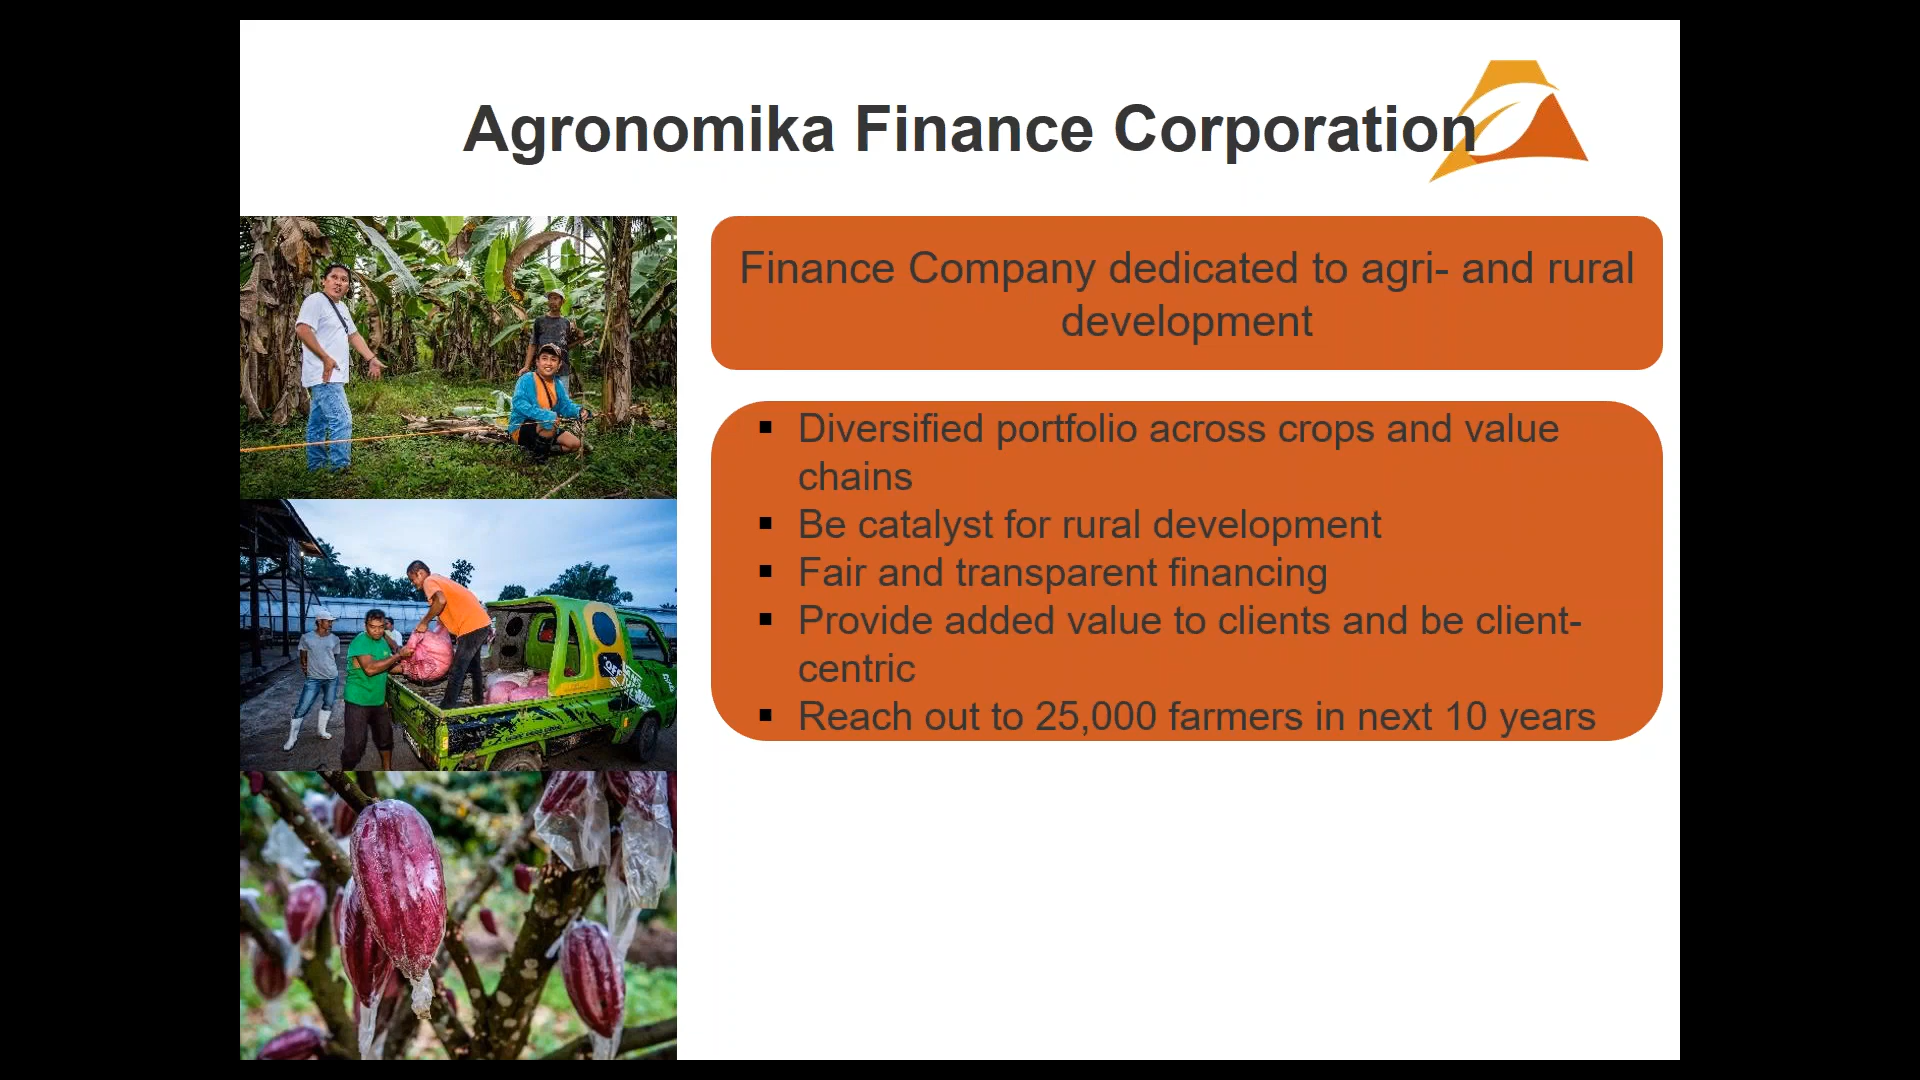 Agronomika Finance Corporation
Finance Company dedicated to agri- and rural
development
▪ Diversified portfolio across crops and value
chains
▪ Be catalyst for rural development
▪ Fair and transparent financing
▪ Provide added value to clients and be client-
centric
▪ Reach out to 25,000 farmers in next 10 years